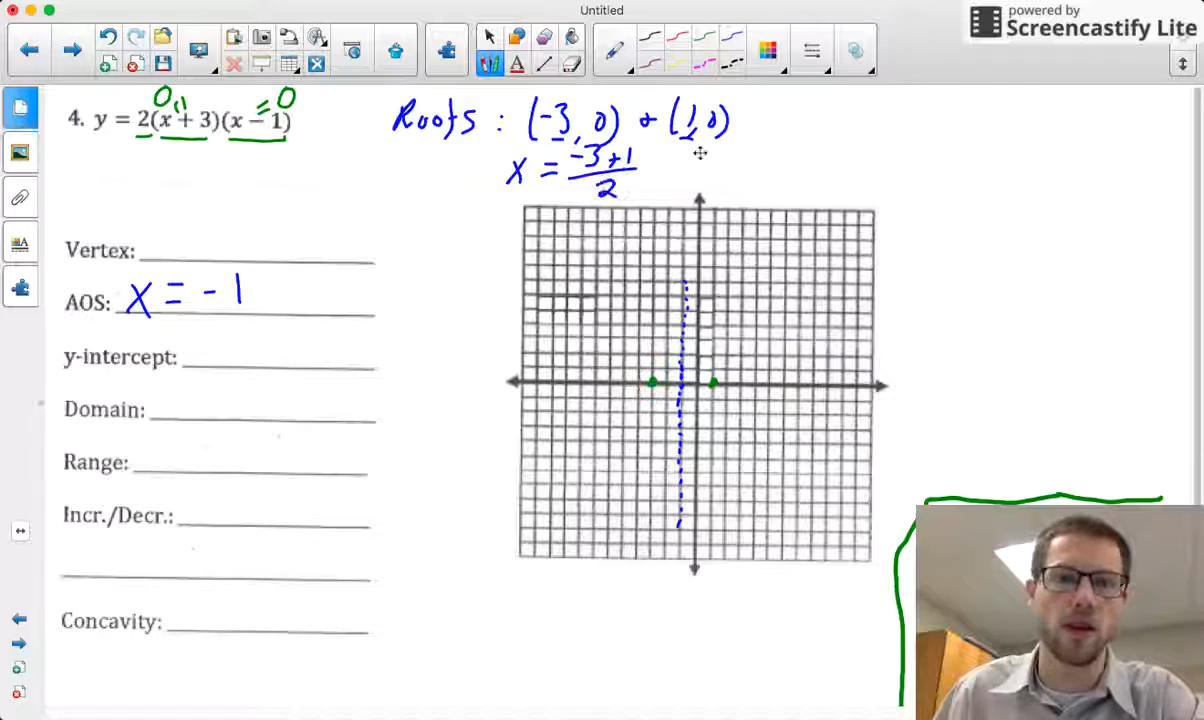 Untitled
powered by
Screencastify Lite
0 0
4. y = 2(x + 3)(x − 1)
Roots : (-3, 0) + (1, 0)
x = -3+1
2
Vertex:
AOS: x = -1
y-intercept:
Domain:
Range:
Incr./Decr.:
Concavity: